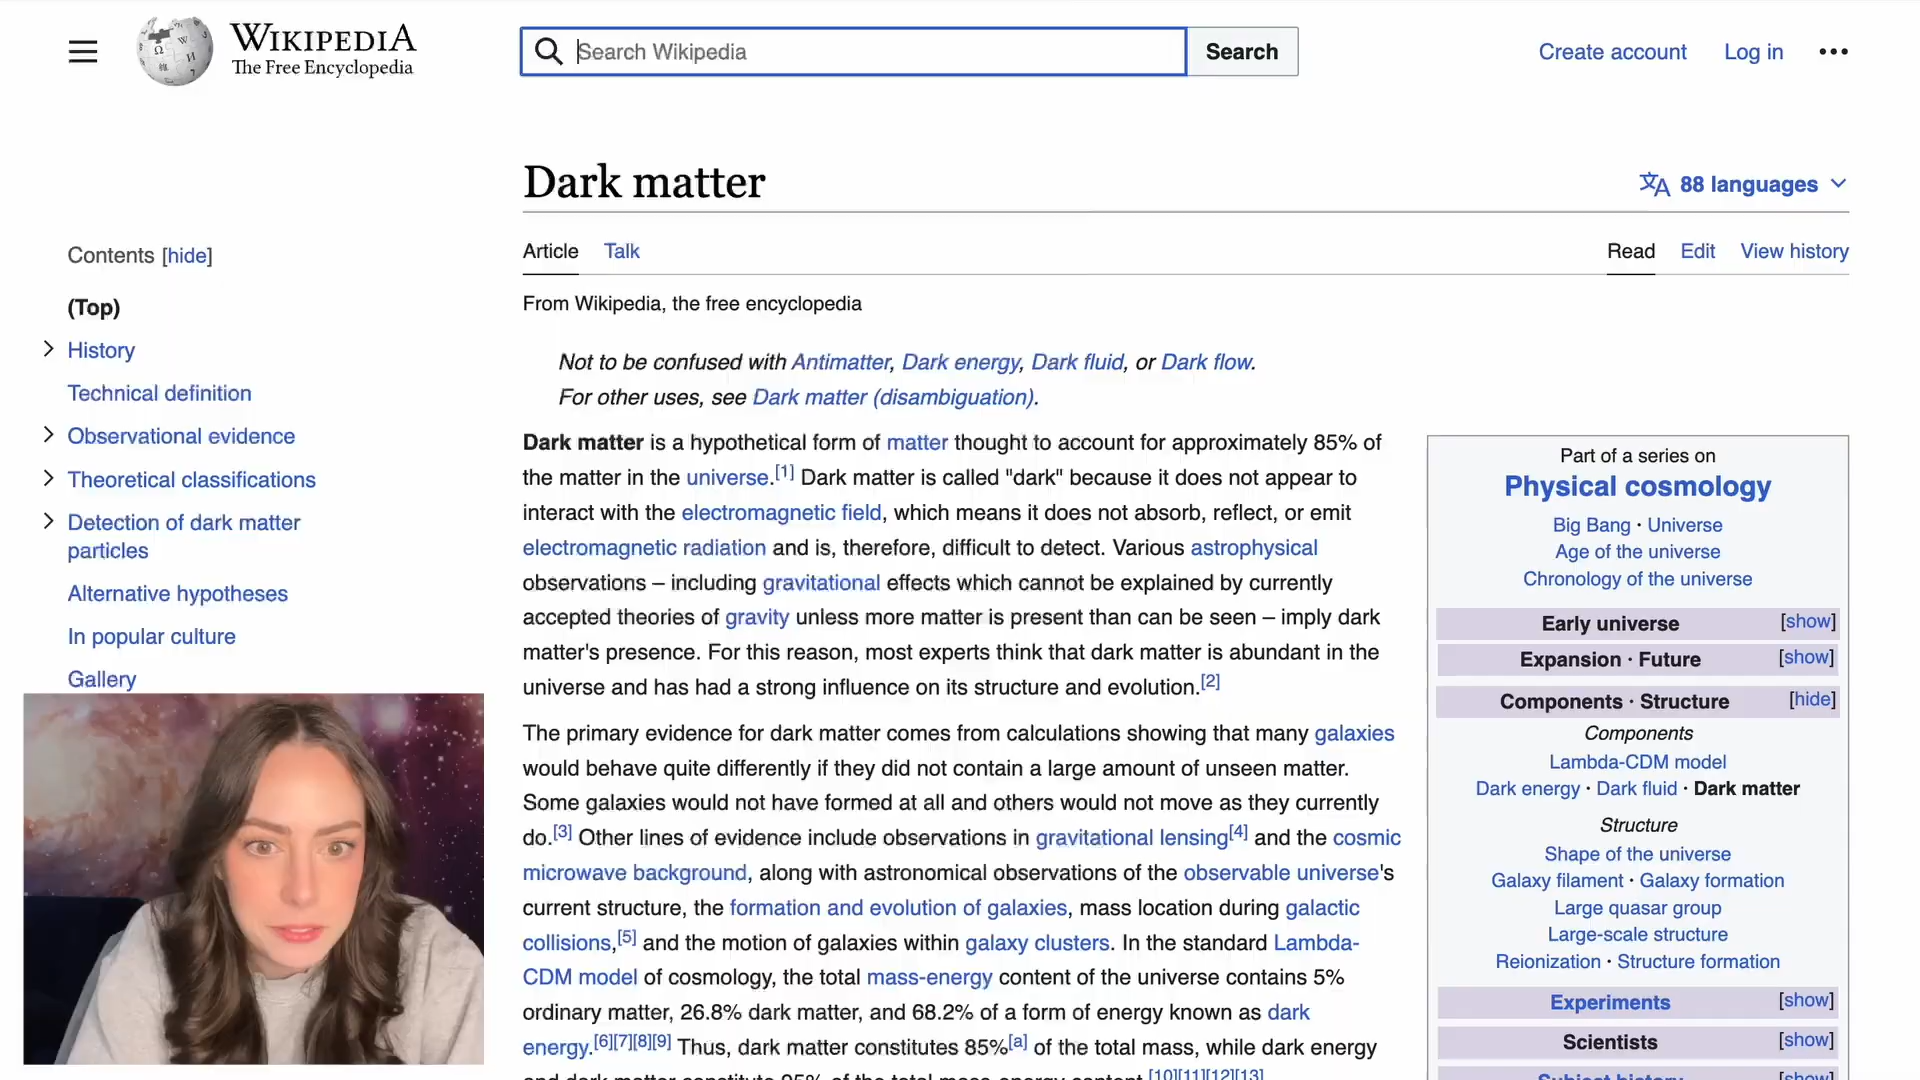 WIKIPEDIA
The Free Encyclopedia
Search Wikipedia
Search
Create account
Log in
Dark matter
88 languages
Article
Talk
Read
Edit
View history
Contents [hide]
(Top)
History
Technical definition
Observational evidence
Theoretical classifications
Detection of dark matter
particles
Alternative hypotheses
In popular culture
Gallery
From Wikipedia, the free encyclopedia
Not to be confused with Antimatter, Dark energy, Dark fluid, or Dark flow.
For other uses, see Dark matter (disambiguation).
Dark matter is a hypothetical form of matter thought to account for approximately 85% of
the matter in the universe.[1] Dark matter is called "dark" because it does not appear to
interact with the electromagnetic field, which means it does not absorb, reflect, or emit
electromagnetic radiation and is, therefore, difficult to detect. Various astrophysical
observations – including gravitational effects which cannot be explained by currently
accepted theories of gravity unless more matter is present than can be seen – imply dark
matter's presence. For this reason, most experts think that dark matter is abundant in the
universe and has had a strong influence on its structure and evolution.[2]
The primary evidence for dark matter comes from calculations showing that many galaxies
would behave quite differently if they did not contain a large amount of unseen matter.
Some galaxies would not have formed at all and others would not move as they currently
do.[3] Other lines of evidence include observations in gravitational lensing[4] and the cosmic
microwave background, along with astronomical observations of the observable universe's
current structure, the formation and evolution of galaxies, mass location during galactic
collisions,[5] and the motion of galaxies within galaxy clusters. In the standard Lambda-
CDM model of cosmology, the total mass-energy content of the universe contains 5%
ordinary matter, 26.8% dark matter, and 68.2% of a form of energy known as dark
energy.[6][7][8][9] Thus, dark matter constitutes 85%[a] of the total mass, while dark energy
and dark matter constitute 95% of the total mass-energy content.[10][11][12][13]
Part of a series on
Physical cosmology
Big Bang · Universe
Age of the universe
Chronology of the universe
Early universe [show]
Expansion · Future [show]
Components · Structure [hide]
Components
Lambda-CDM model
Dark energy · Dark fluid · Dark matter
Structure
Shape of the universe
Galaxy filament · Galaxy formation
Large quasar group
Large-scale structure
Reionization · Structure formation
Experiments [show]
Scientists [show]
Subject history [show]